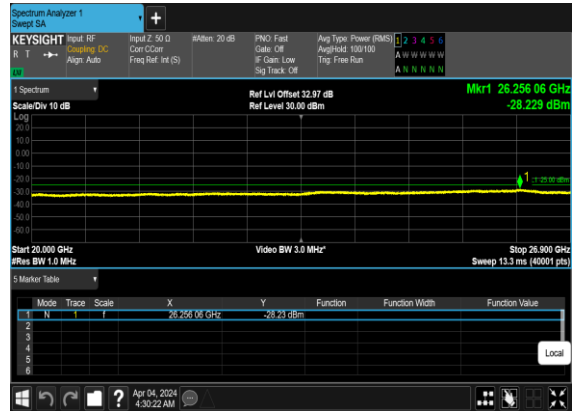 Spectrum Analyzer 1
Swept SA
+
KEYSIGHT Input: RF Input Z: 50 Ω #Atten: 20 dB PNO: Fast Avg Type: Power (RMS) 1 2 3 4 5 6
R T Coupling: DC Corr CCorr Gate: Off Avg|Hold: 100/100 A W W W W W
Align: Auto Freq Ref: Int (S) IF Gain: Low Trig: Free Run
Sig Track: Off A N N N N N
1 Spectrum Ref Lvl Offset 32.97 dB Mkr1 26.256 06 GHz
Scale/Div 10 dB Ref Level 30.00 dBm -28.229 dBm
Log
20.0
10.0
0.00
-10.0
-20.0 1
-30.0
-40.0
-50.0
-60.0
Start 20.000 GHz Video BW 3.0 MHz* Stop 26.900 GHz
#Res BW 1.0 MHz Sweep 13.3 ms (40001 pts)
5 Marker Table
Mode Trace Scale X Y Function Function Width Function Value
1 N 1 f 26.256 06 GHz -28.23 dBm
2
3
4
5
6
Local
? Apr 04, 2024
4:30:22 AM